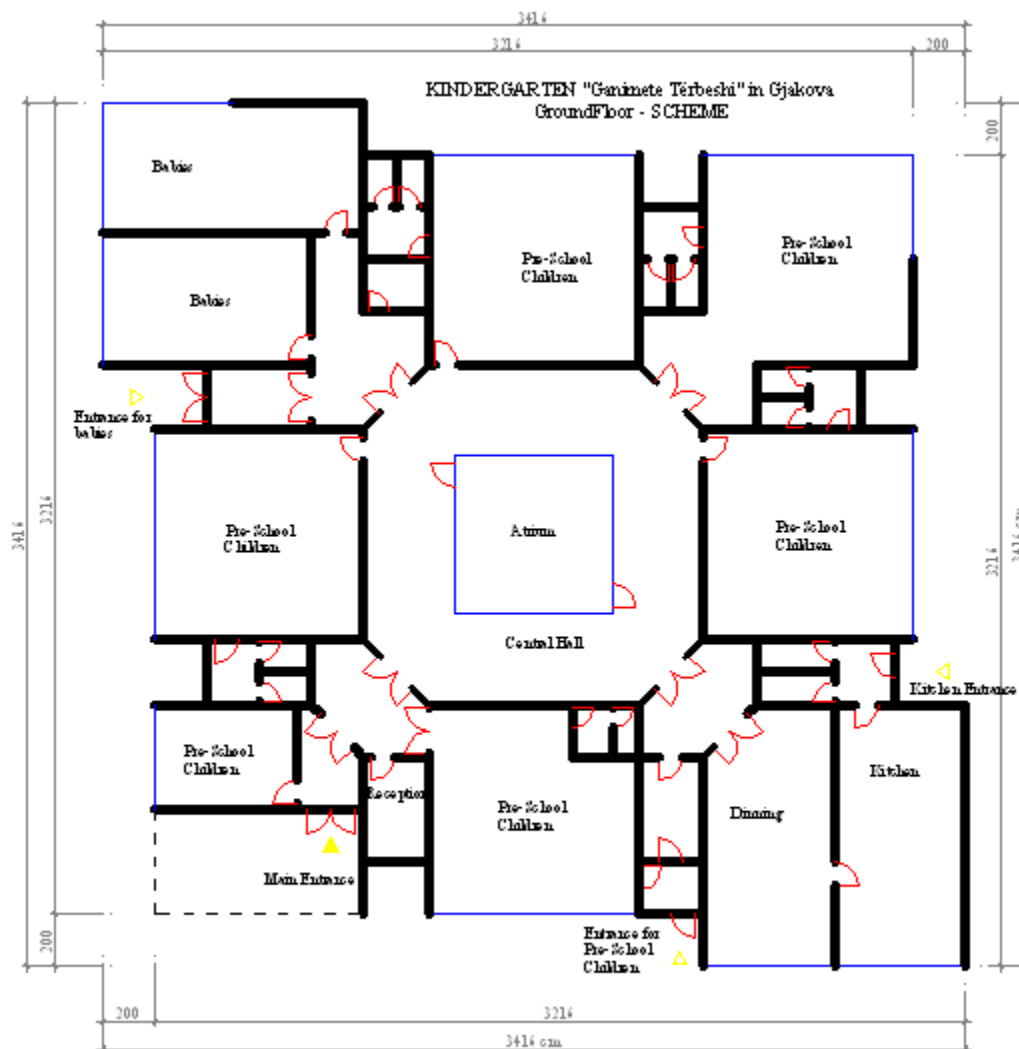 3416
3216
200
KINDERGARTEN "Ganimete Tërbeshi" in Gjakova
GroundFloor - SCHEME
200
Babies
Pre-School
Children
Pre-School
Children
Babies
Entrance for
babies
3416
3216
Pre-School
Children
Atrium
Pre-School
Children
3216
3416 cm
Central Hall
Kitchen Entrance
Pre-School
Children
Reception
Pre-School
Children
Dinning
Kitchen
Main Entrance
Entrance for
Pre-School
Children
200
200
3216
3416 cm